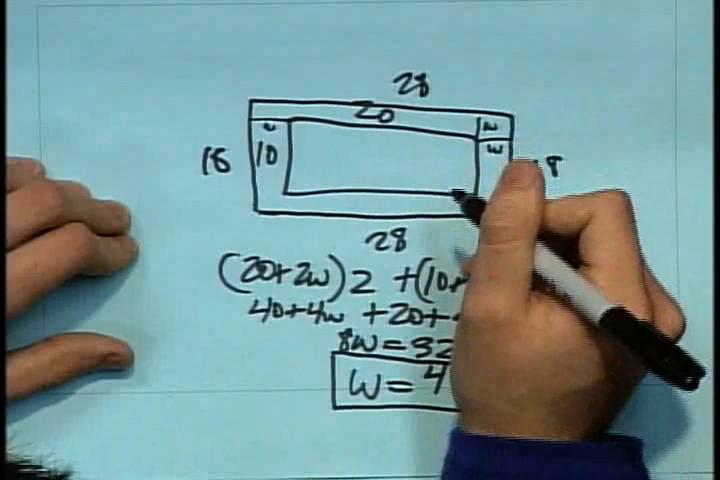 28
20
w w
18 10 w 8
28
(20+2w)2 +(10+
40+4w +20+
8w = 32
w = 4